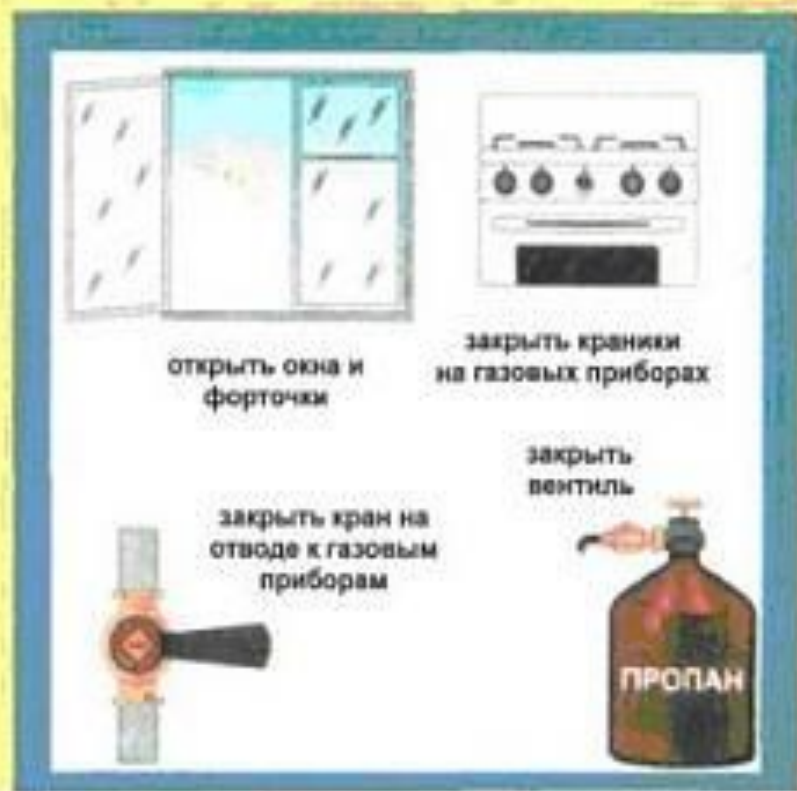 открыть окна и
форточки
закрыть краники
на газовых приборах
закрыть
вентиль
закрыть кран на
отводе к газовым
приборам
ПРОПАН